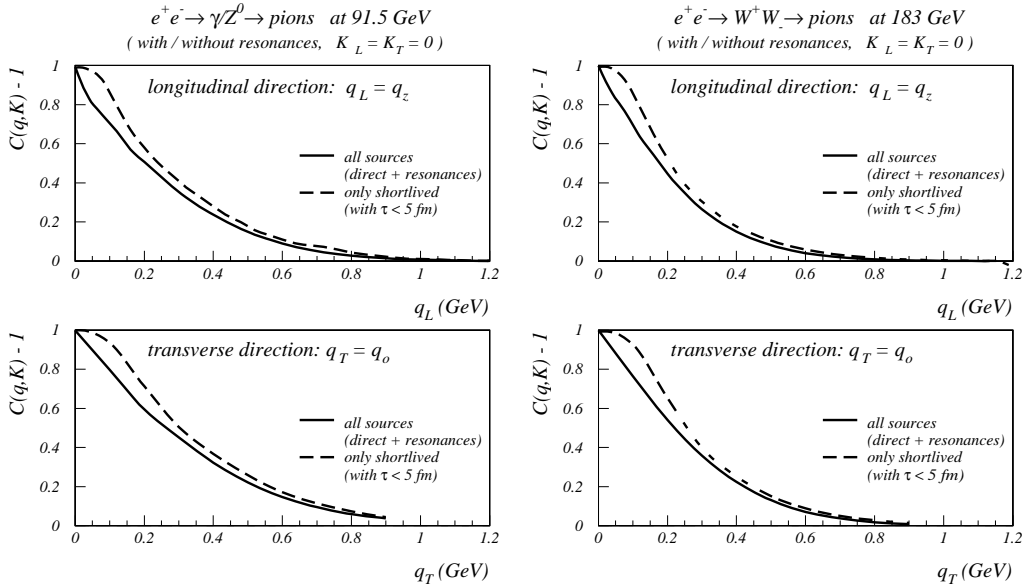 e⁺e⁻→ γ/Z⁰→ pions at 91.5 GeV
( with / without resonances, K_L = K_T = 0 )
C(q,K) - 1
longitudinal direction: q_L = q_z
all sources
(direct + resonances)
only shortlived
(with τ < 5 fm)
1
0.8
0.6
0.4
0.2
0
0 0.2 0.4 0.6 0.8 1 1.2
q_L (GeV)
e⁺e⁻→ W⁺W⁻→ pions at 183 GeV
( with / without resonances, K_L = K_T = 0 )
C(q,K) - 1
longitudinal direction: q_L = q_z
all sources
(direct + resonances)
only shortlived
(with τ < 5 fm)
1
0.8
0.6
0.4
0.2
0
0 0.2 0.4 0.6 0.8 1 1.2
q_L (GeV)
C(q,K) - 1
transverse direction: q_T = q_o
all sources
(direct + resonances)
only shortlived
(with τ < 5 fm)
1
0.8
0.6
0.4
0.2
0
0 0.2 0.4 0.6 0.8 1 1.2
q_T (GeV)
C(q,K) - 1
transverse direction: q_T = q_o
all sources
(direct + resonances)
only shortlived
(with τ < 5 fm)
1
0.8
0.6
0.4
0.2
0
0 0.2 0.4 0.6 0.8 1 1.2
q_T (GeV)